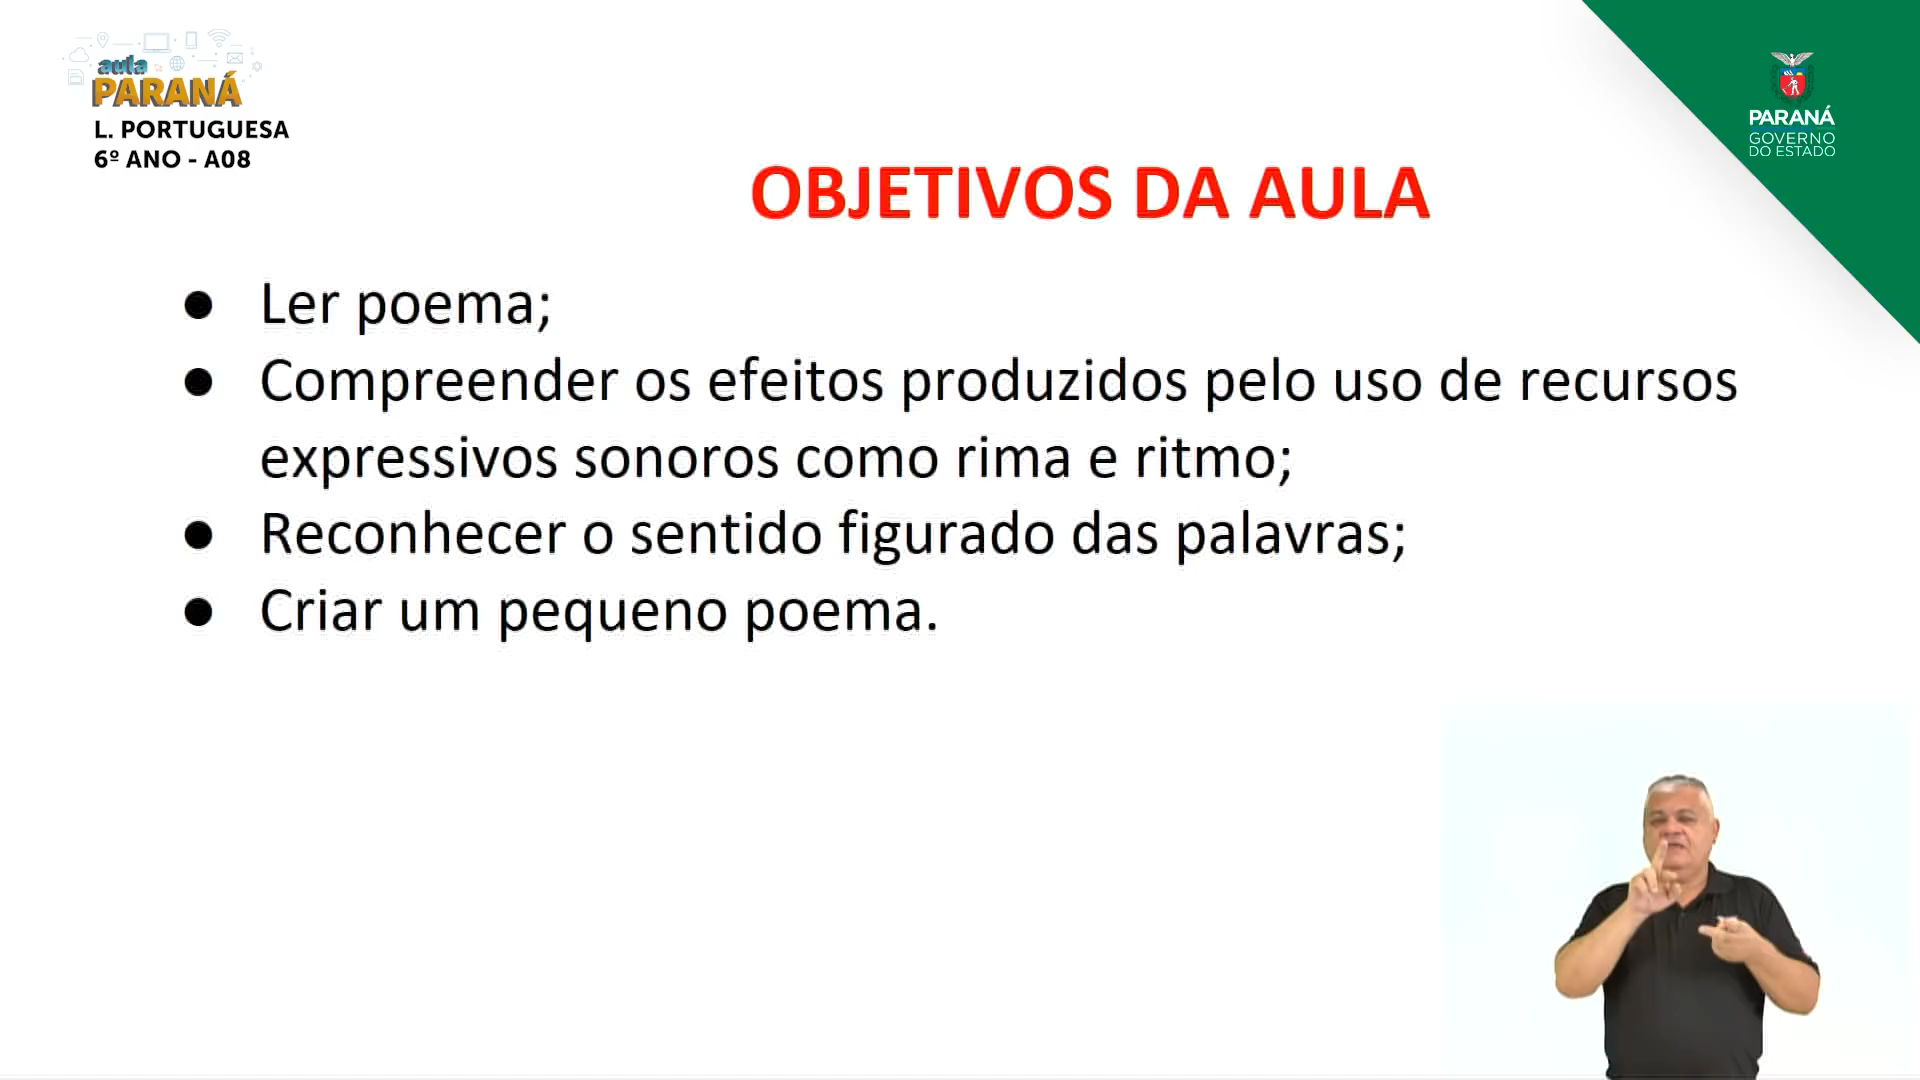 aula
PARANÁ
L. PORTUGUESA
6º ANO - A08
PARANÁ
GOVERNO
DO ESTADO
OBJETIVOS DA AULA
● Ler poema;
● Compreender os efeitos produzidos pelo uso de recursos
expressivos sonoros como rima e ritmo;
● Reconhecer o sentido figurado das palavras;
● Criar um pequeno poema.